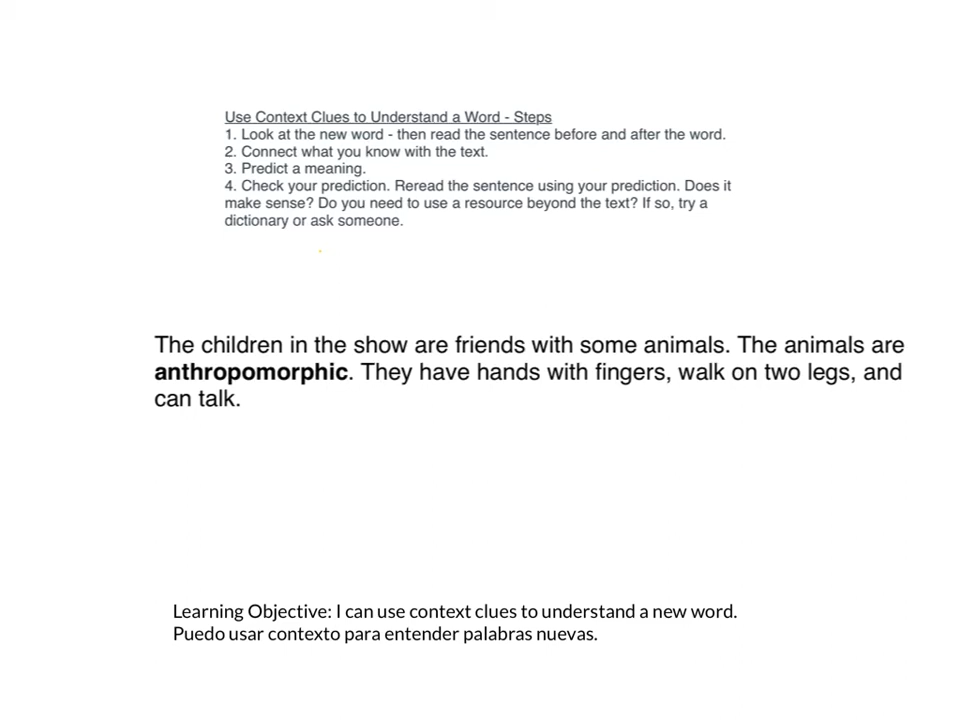 Use Context Clues to Understand a Word - Steps
1. Look at the new word - then read the sentence before and after the word.
2. Connect what you know with the text.
3. Predict a meaning.
4. Check your prediction. Reread the sentence using your prediction. Does it
make sense? Do you need to use a resource beyond the text? If so, try a
dictionary or ask someone.
The children in the show are friends with some animals. The animals are
anthropomorphic. They have hands with fingers, walk on two legs, and
can talk.
Learning Objective: I can use context clues to understand a new word.
Puedo usar contexto para entender palabras nuevas.